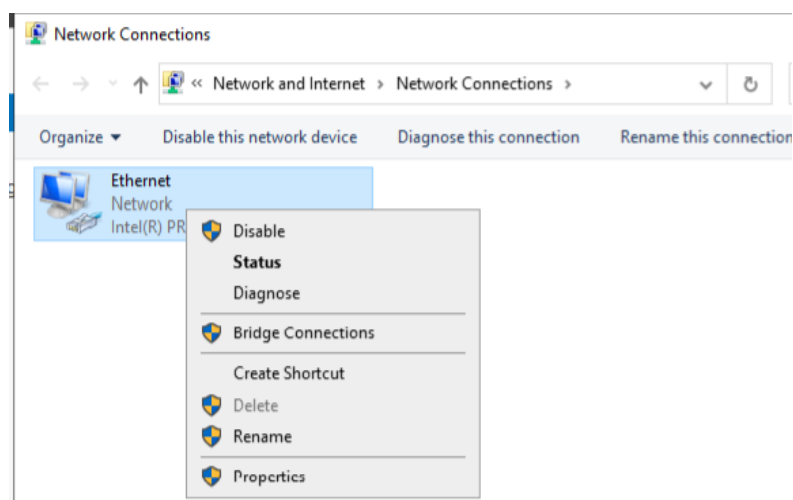 Network Connections
« Network and Internet > Network Connections >
Organize Disable this network device Diagnose this connection Rename this connection
Ethernet
Network
Intel(R) PR
Disable
Status
Diagnose
Bridge Connections
Create Shortcut
Delete
Rename
Properties